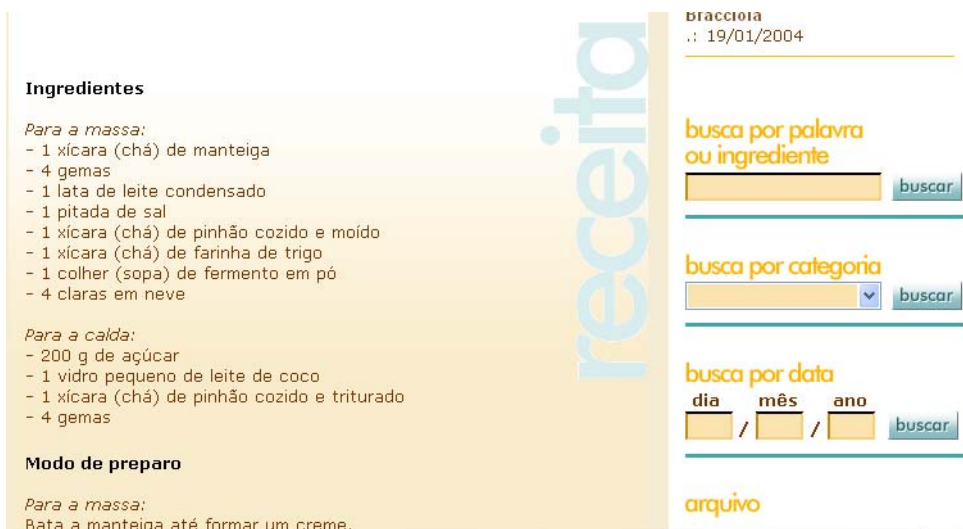 Ingredientes
Para a massa:
- 1 xícara (chá) de manteiga
- 4 gemas
- 1 lata de leite condensado
- 1 pitada de sal
- 1 xícara (chá) de pinhão cozido e moído
- 1 xícara (chá) de farinha de trigo
- 1 colher (sopa) de fermento em pó
- 4 claras em neve
Para a calda:
- 200 g de açúcar
- 1 vidro pequeno de leite de coco
- 1 xícara (chá) de pinhão cozido e triturado
- 4 gemas
Modo de preparo
Para a massa:
Bata a manteiga até formar um creme.
receita
Bracciola
.: 19/01/2004
busca por palavra
ou ingrediente
buscar
busca por categoria
buscar
busca por data
dia mês ano
/ / buscar
arquivo